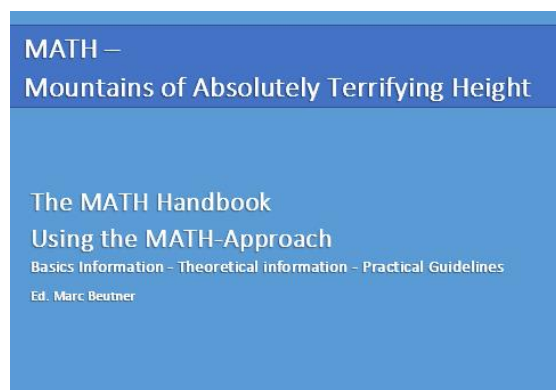 MATH –
Mountains of Absolutely Terrifying Height
The MATH Handbook
Using the MATH-Approach
Basics Information - Theoretical information - Practical Guidelines
Ed. Marc Beutner